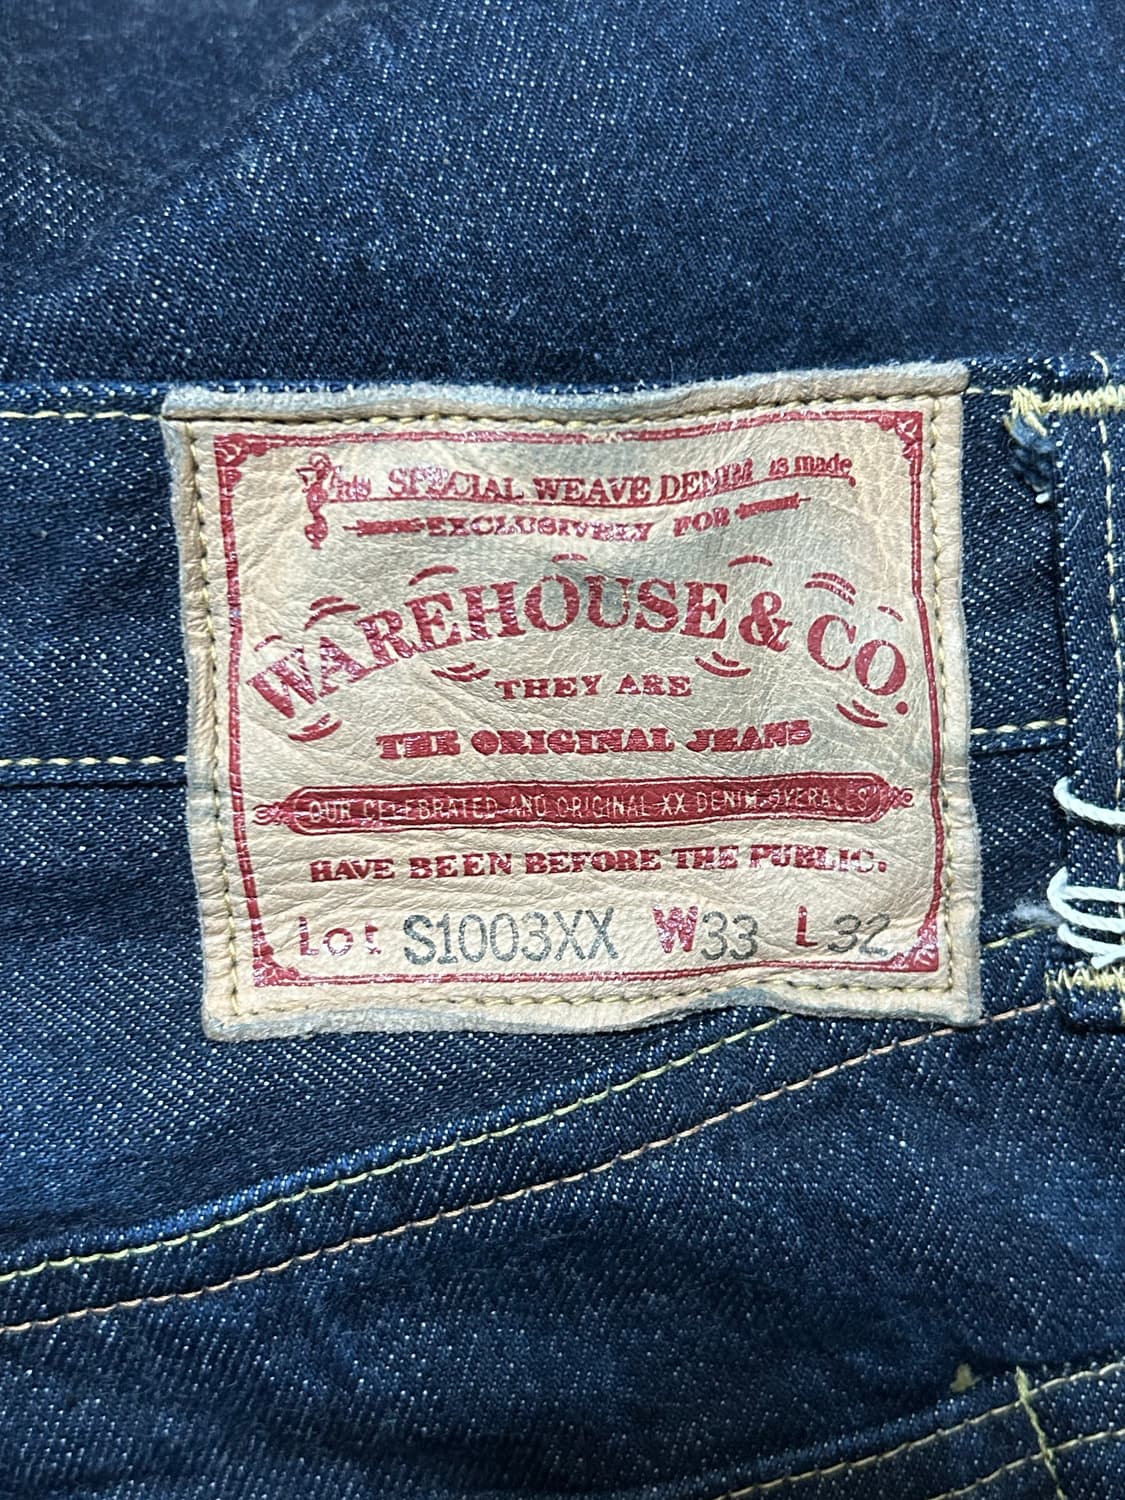 This SPECIAL WEAVE DENIM is made
EXCLUSIVELY FOR
WAREHOUSE & CO.
THEY ARE
THE ORIGINAL JEANS
OUR CELEBRATED AND ORIGINAL XX DENIM OVERALLS
HAVE BEEN BEFORE THE PUBLIC.
Lot S1003XX W33 L32